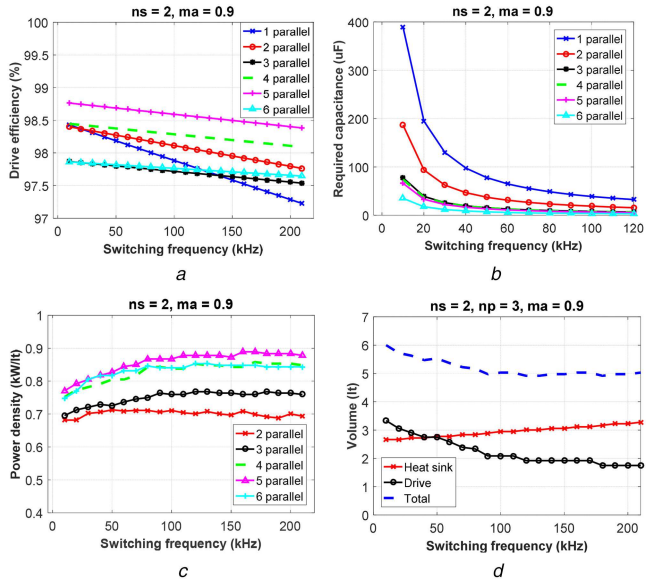 ns = 2, ma = 0.9
Drive efficiency (%)
100
99.5
99
98.5
98
97.5
97
0
50
100
150
200
1 parallel
2 parallel
3 parallel
4 parallel
5 parallel
6 parallel
Switching frequency (kHz)
a
ns = 2, ma = 0.9
Required capacitance (uF)
400
300
200
100
0
0
20
40
60
80
100
120
1 parallel
2 parallel
3 parallel
4 parallel
5 parallel
6 parallel
Switching frequency (kHz)
b
ns = 2, ma = 0.9
Power density (kW/lt)
1
0.9
0.8
0.7
0.6
0.5
0.4
0
50
100
150
200
2 parallel
3 parallel
4 parallel
5 parallel
6 parallel
Switching frequency (kHz)
c
ns = 2, np = 3, ma = 0.9
Volume (lt)
7
6
5
4
3
2
1
0
0
50
100
150
200
Heat sink
Drive
Total
Switching frequency (kHz)
d